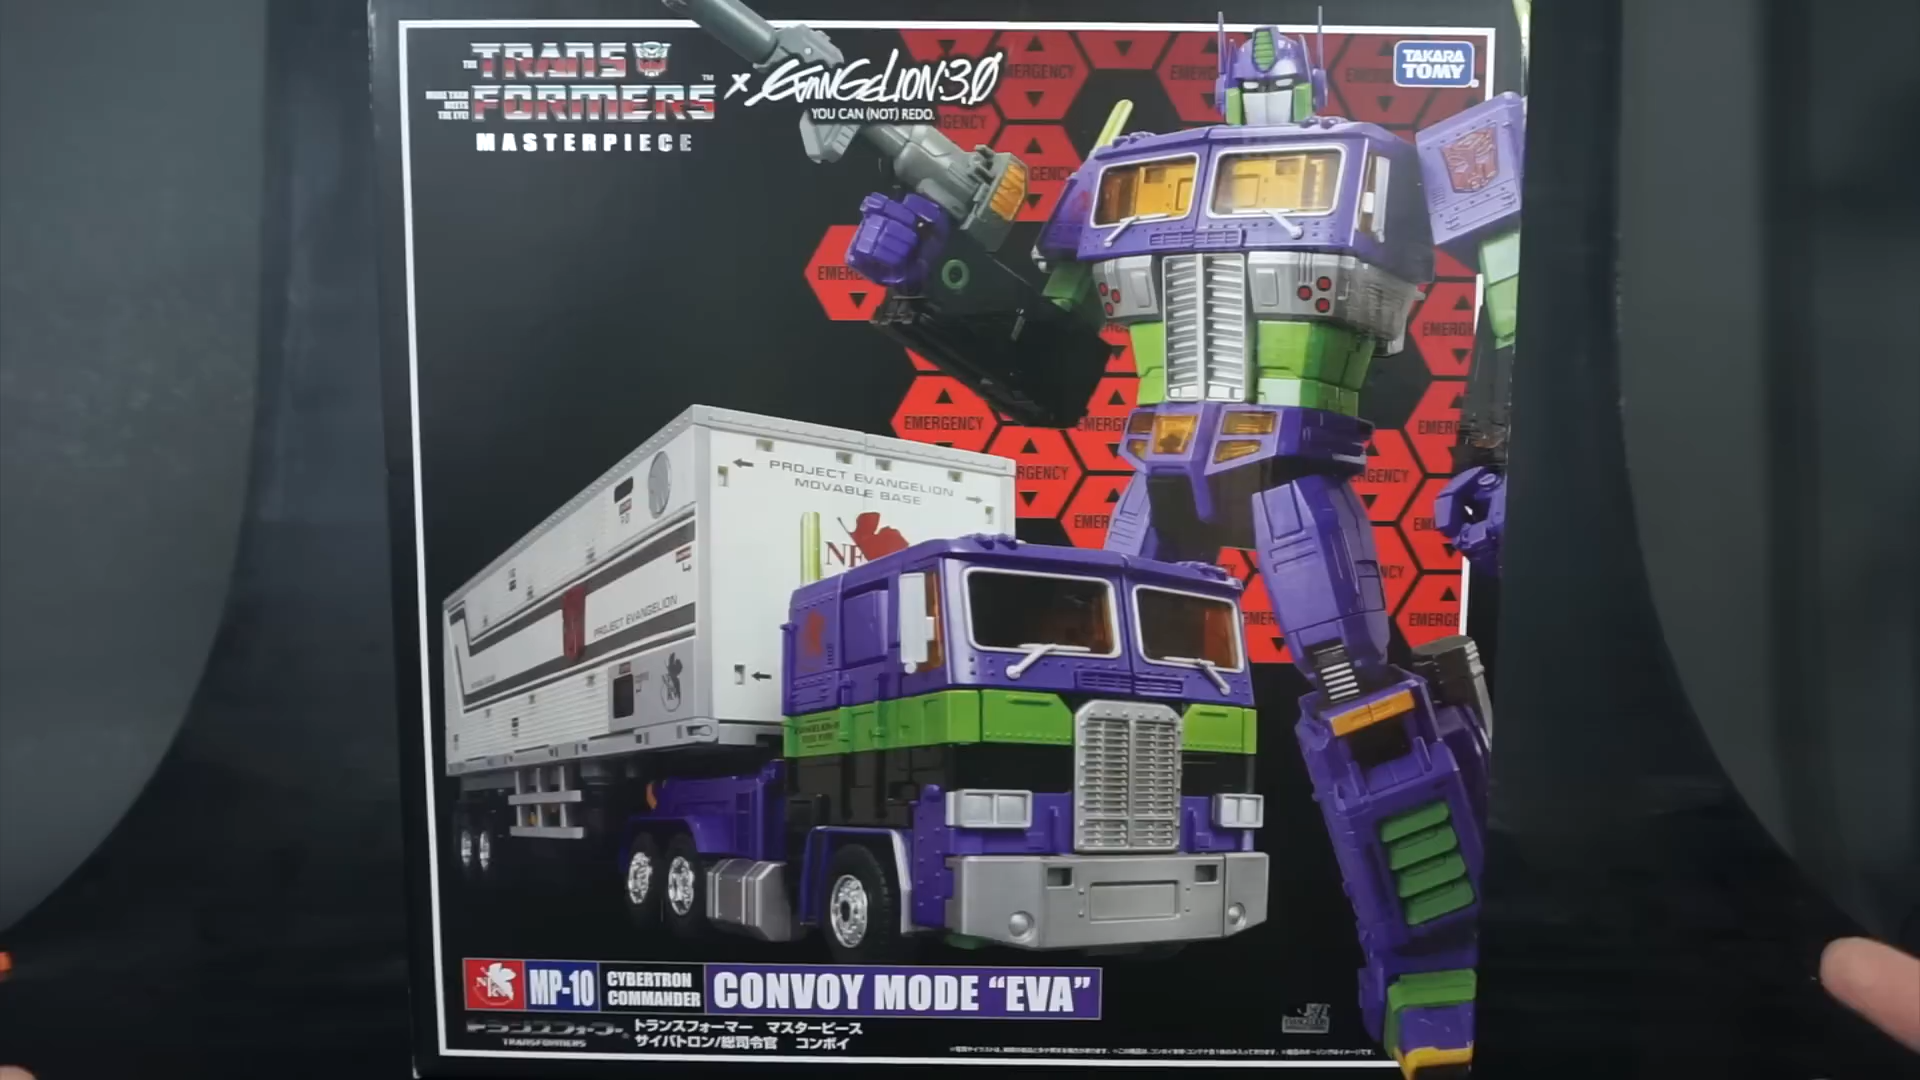 THE TRANSFORMERS™
MORE THAN
MEETS
THE EYE!
MASTERPIECE
× EVANGELION:3.0
YOU CAN (NOT) REDO.
TAKARA
TOMY
EMERGENCY
PROJECT EVANGELION
MOVABLE BASE
PROJECT EVANGELION
MP-10
CYBERTRON
COMMANDER
CONVOY MODE “EVA”
トランスフォーマー
TRANSFORMERS
トランスフォーマー マスターピース
サイバトロン/総司令官 コンボイ